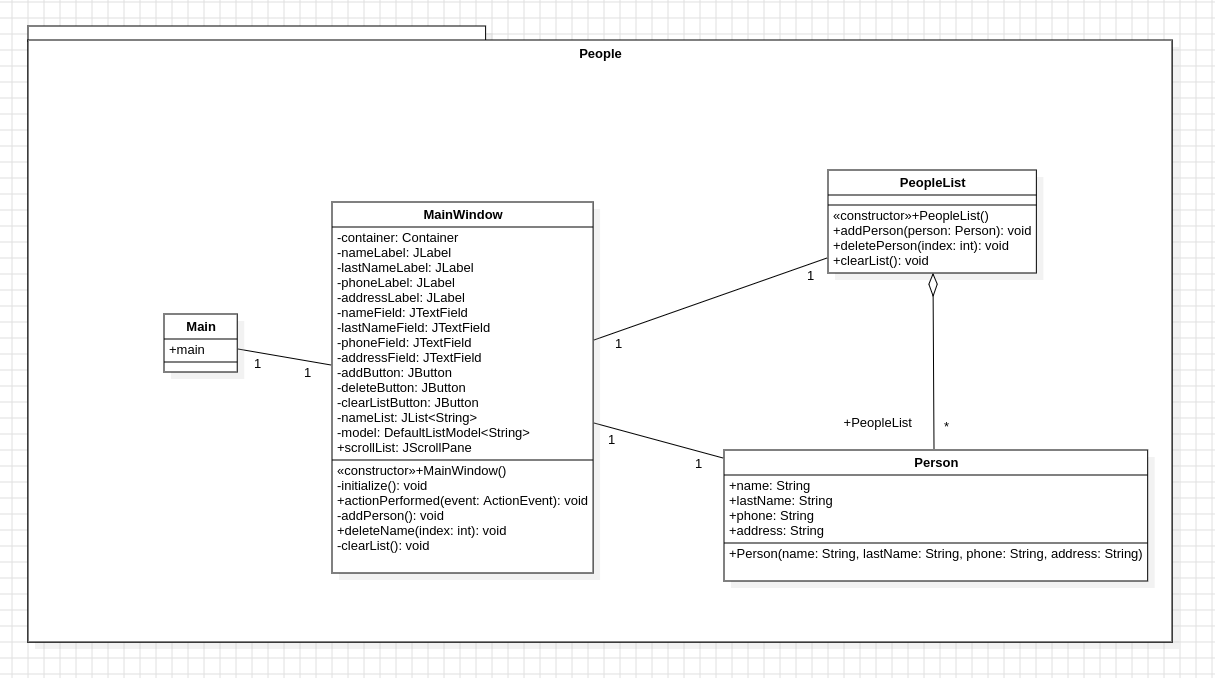 People
Main
+main
1
1
MainWindow
-container: Container
-nameLabel: JLabel
-lastNameLabel: JLabel
-phoneLabel: JLabel
-addressLabel: JLabel
-nameField: JTextField
-lastNameField: JTextField
-phoneField: JTextField
-addressField: JTextField
-addButton: JButton
-deleteButton: JButton
-clearListButton: JButton
-nameList: JList<String>
-model: DefaultListModel<String>
+scrollList: JScrollPane
«constructor»+MainWindow()
-initialize(): void
+actionPerformed(event: ActionEvent): void
-addPerson(): void
+deleteName(index: int): void
-clearList(): void
1
1
1
1
PeopleList
«constructor»+PeopleList()
+addPerson(person: Person): void
+deletePerson(index: int): void
+clearList(): void
+PeopleList
*
Person
+name: String
+lastName: String
+phone: String
+address: String
+Person(name: String, lastName: String, phone: String, address: String)